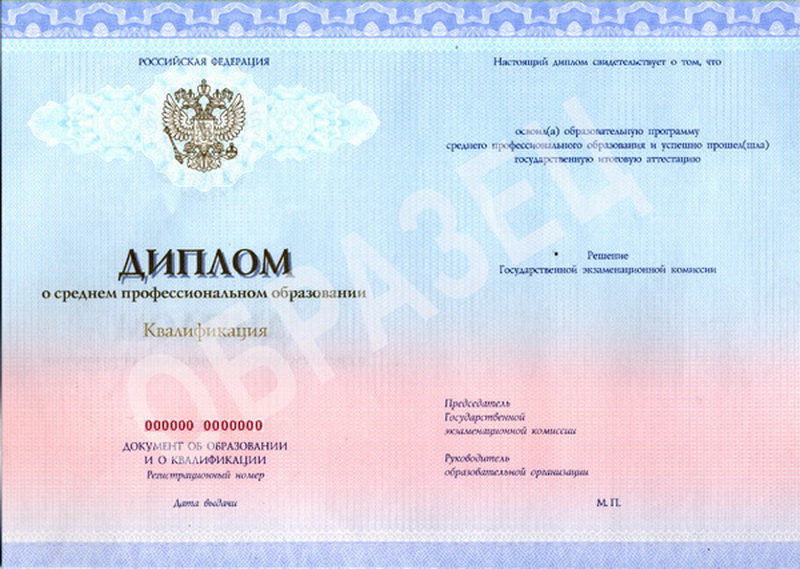 РОССИЙСКАЯ ФЕДЕРАЦИЯ
ДИПЛОМ
о среднем профессиональном образовании
Квалификация
000000 0000000
ДОКУМЕНТ ОБ ОБРАЗОВАНИИ
И О КВАЛИФИКАЦИИ
Регистрационный номер
Дата выдачи
Настоящий диплом свидетельствует о том, что
освоил(а) образовательную программу
среднего профессионального образования и успешно прошел(шла)
государственную итоговую аттестацию
Решение
Государственной экзаменационной комиссии
Председатель
Государственной
экзаменационной комиссии
Руководитель
образовательной организации
М. П.
ОБРАЗЕЦ